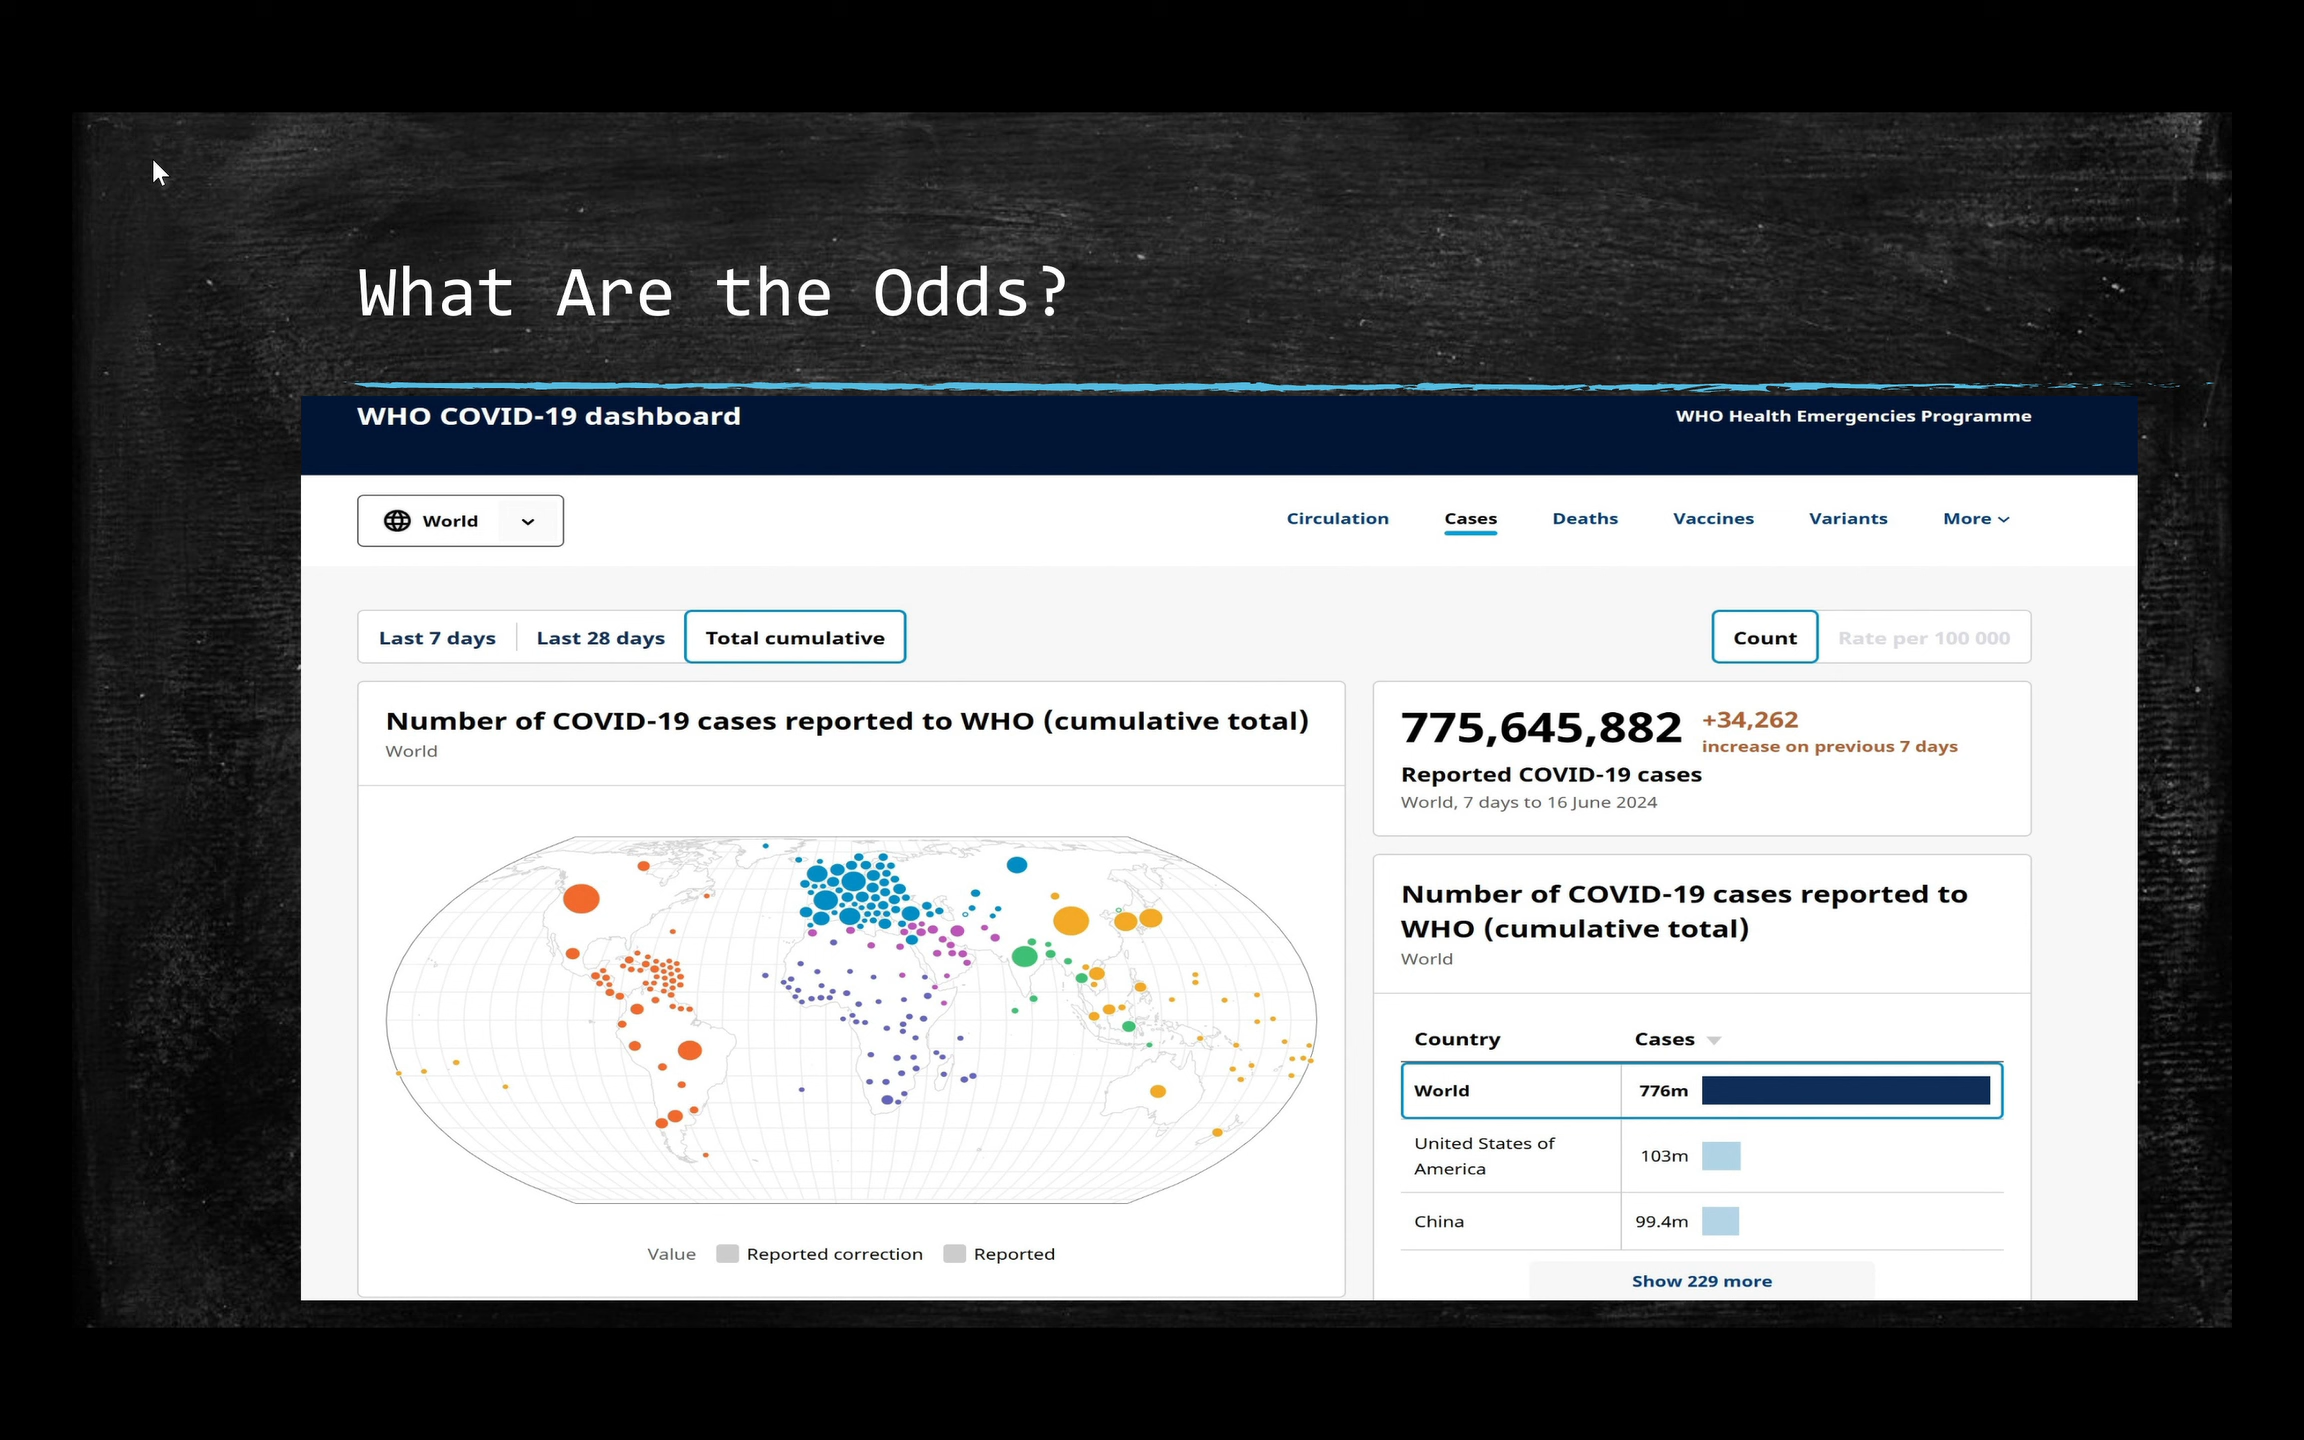 What Are the Odds?
WHO COVID-19 dashboard
WHO Health Emergencies Programme
World
Circulation
Cases
Deaths
Vaccines
Variants
More
Last 7 days
Last 28 days
Total cumulative
Count
Rate per 100 000
Number of COVID-19 cases reported to WHO (cumulative total)
World
Value
Reported correction
Reported
775,645,882
+34,262
increase on previous 7 days
Reported COVID-19 cases
World, 7 days to 16 June 2024
Number of COVID-19 cases reported to
WHO (cumulative total)
World
Country Cases
World 776m
United States of
America 103m
China 99.4m
Show 229 more